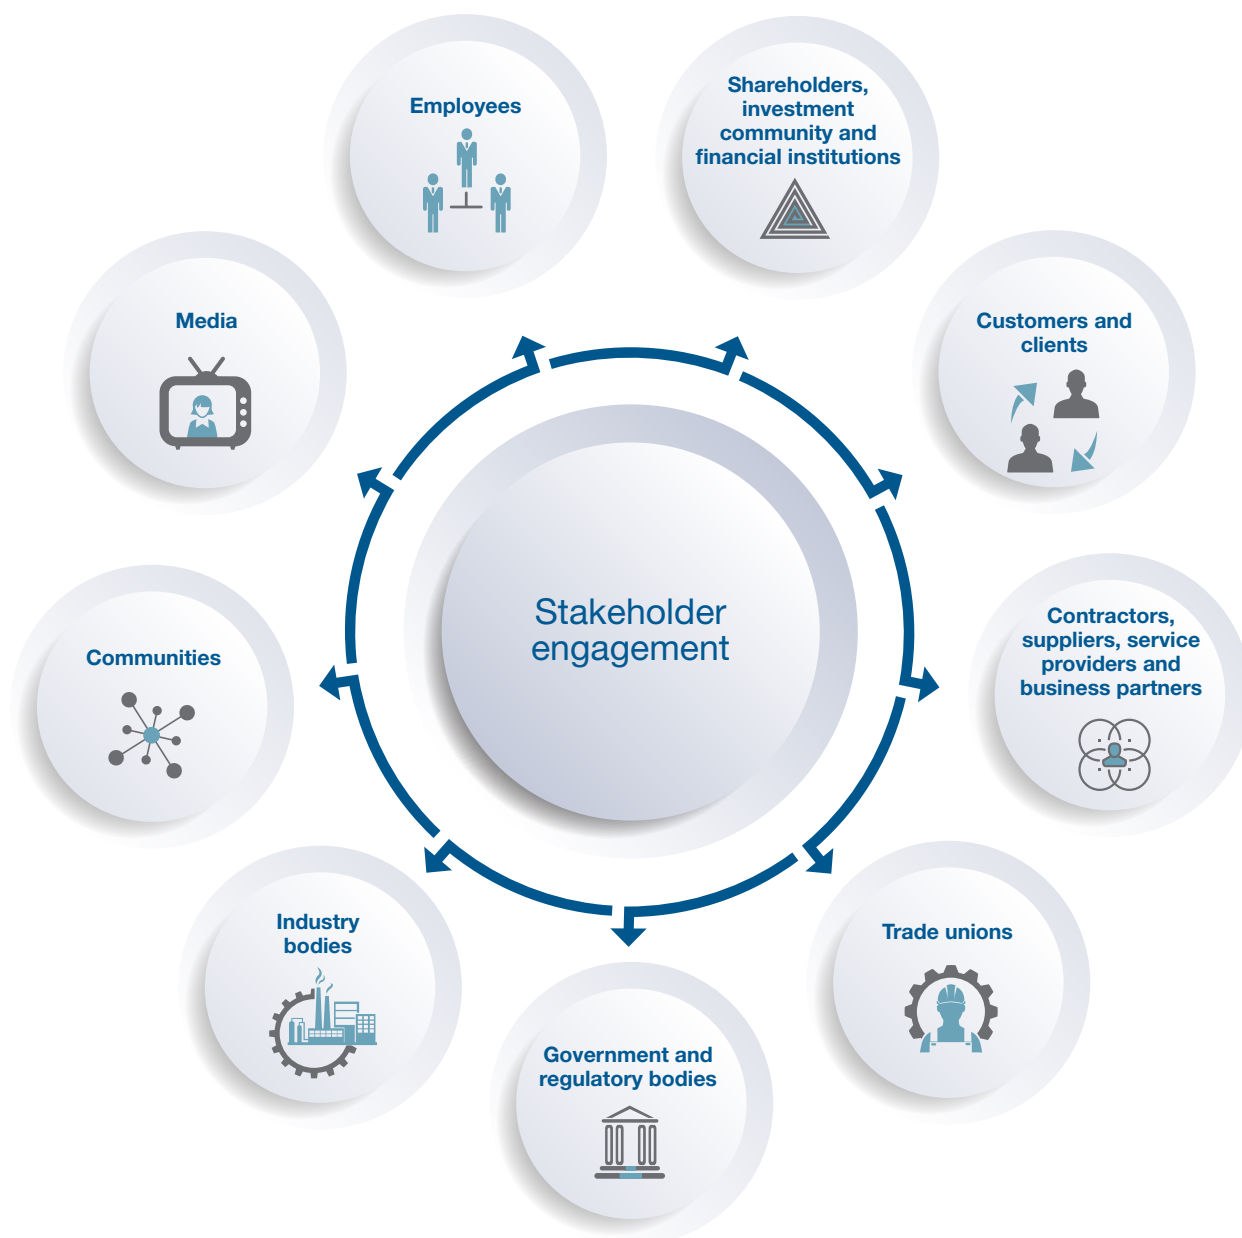 Employees
Shareholders,
investment
community and
financial institutions
Media
Customers and
clients
Stakeholder
engagement
Communities
Contractors,
suppliers, service
providers and
business partners
Industry
bodies
Trade unions
Government and
regulatory bodies